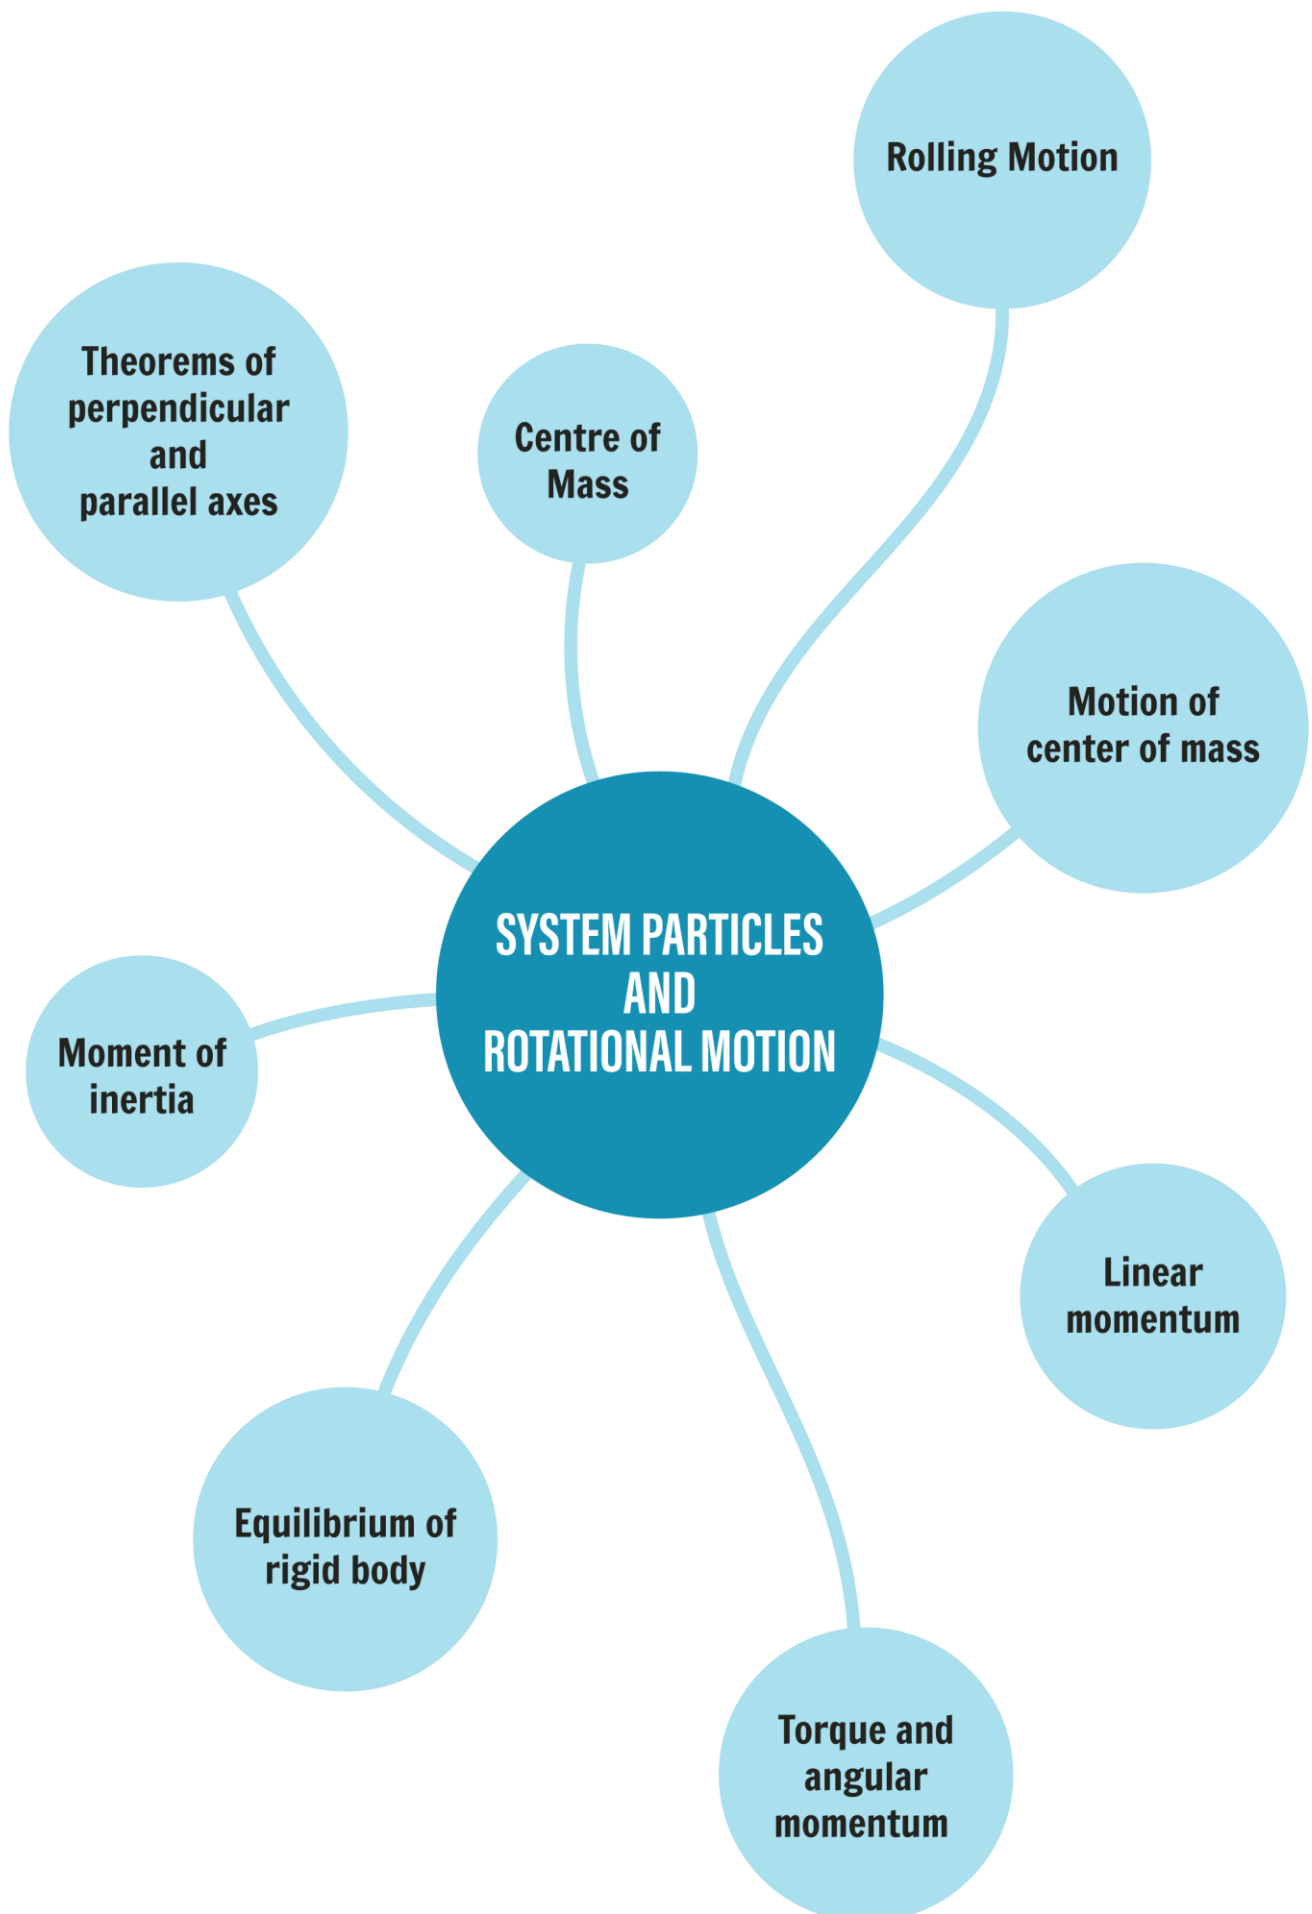 Rolling Motion
Theorems of
perpendicular
and
parallel axes
Centre of
Mass
Motion of
center of mass
SYSTEM PARTICLES
AND
ROTATIONAL MOTION
Moment of
inertia
Linear
momentum
Equilibrium of
rigid body
Torque and
angular
momentum